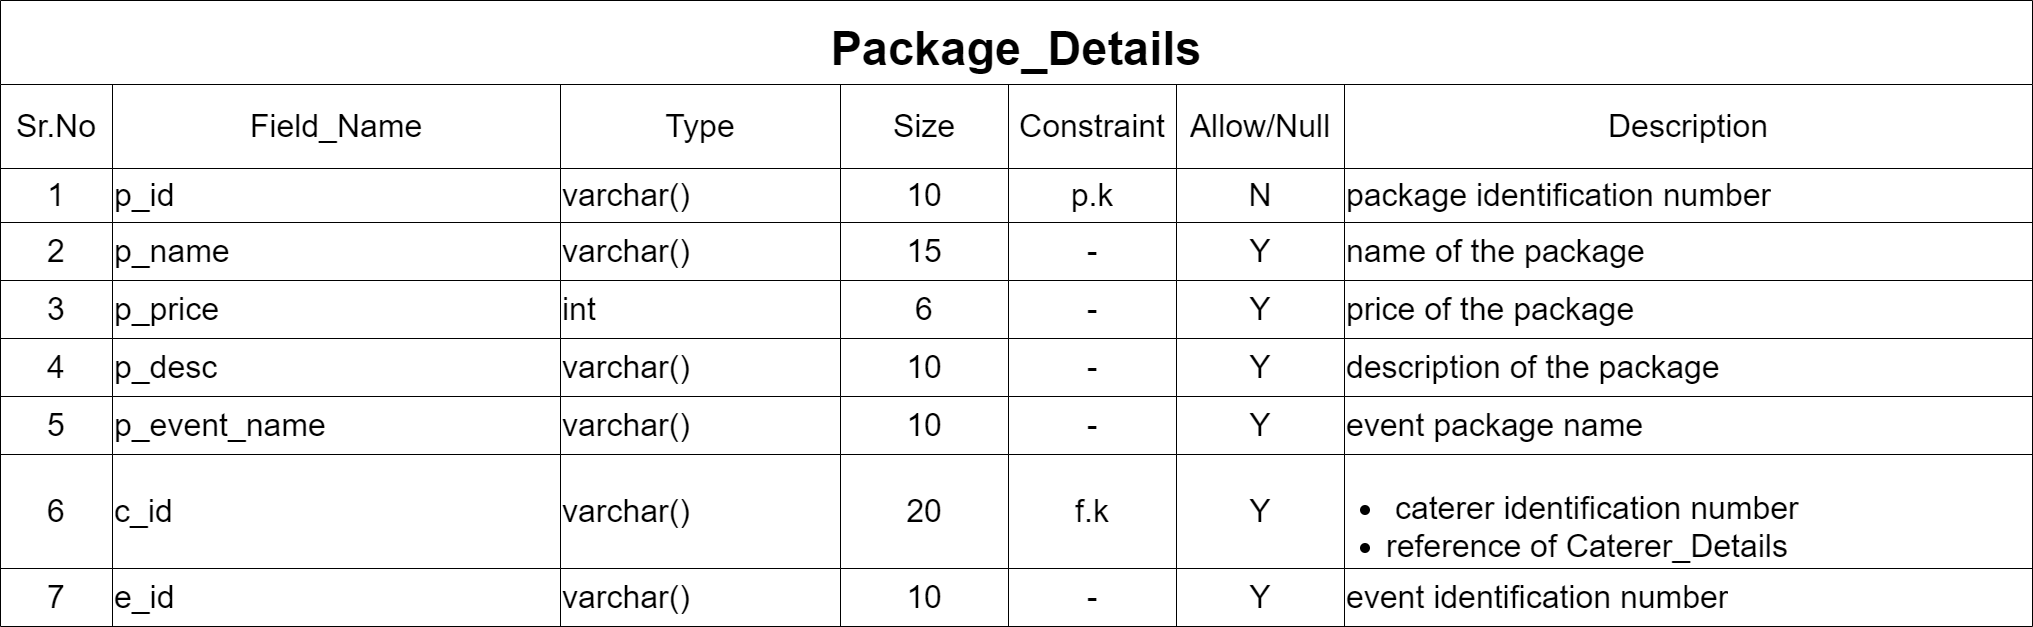 Package_Details
Sr.No Field_Name Type Size Constraint Allow/Null Description
1 p_id varchar() 10 p.k N package identification number
2 p_name varchar() 15 - Y name of the package
3 p_price int 6 - Y price of the package
4 p_desc varchar() 10 - Y description of the package
5 p_event_name varchar() 10 - Y event package name
6 c_id varchar() 20 f.k Y • caterer identification number
• reference of Caterer_Details
7 e_id varchar() 10 - Y event identification number